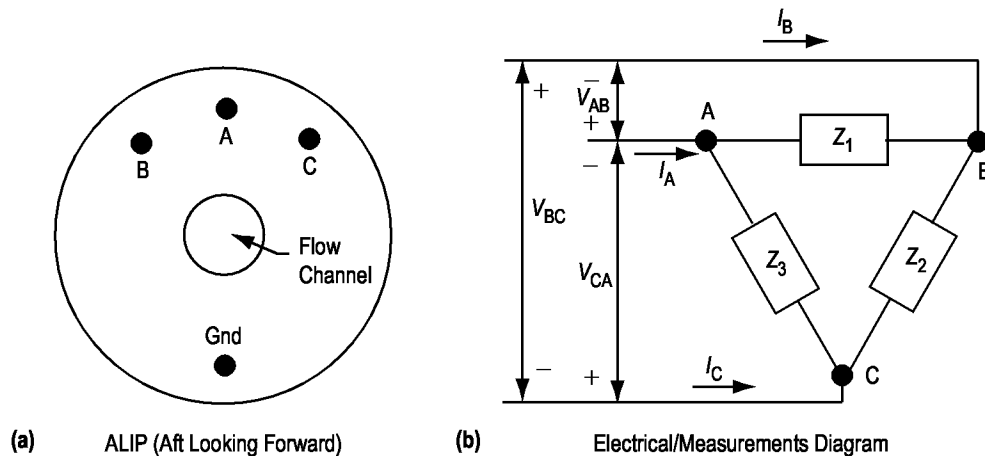 A
B
C
Flow
Channel
Gnd
(a) ALIP (Aft Looking Forward)
I_B
+
−
V_AB
+
A
Z_1
B
−
I_A
V_BC
V_CA
Z_3
Z_2
−
+
I_C
C
(b) Electrical/Measurements Diagram